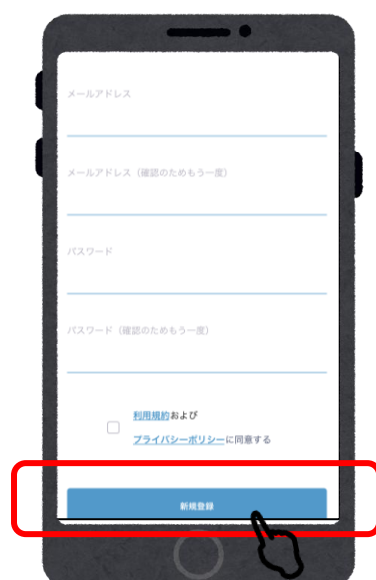 メールアドレス
メールアドレス（確認のためもう一度）
パスワード
パスワード（確認のためもう一度）
利用規約および
プライバシーポリシーに同意する
新規登録